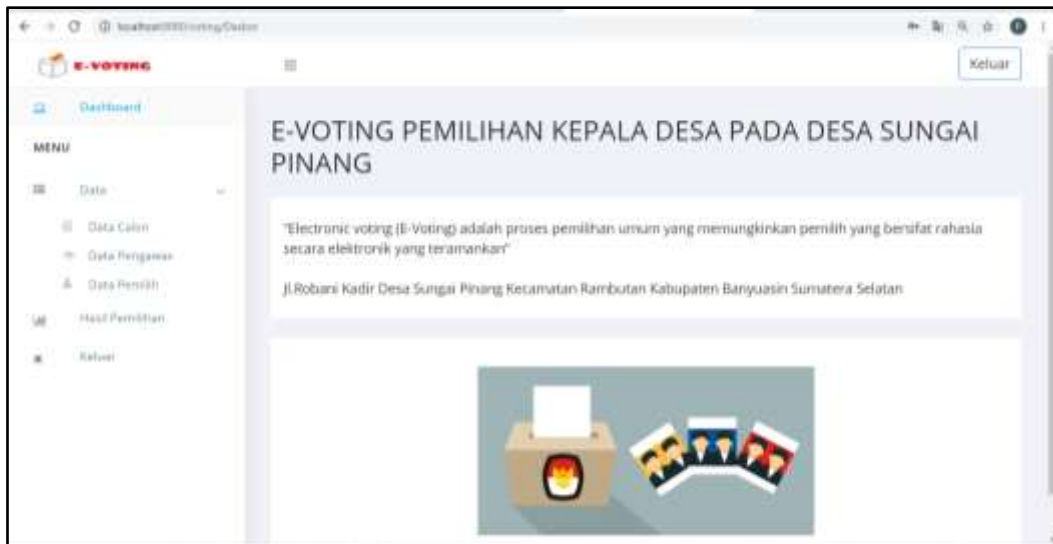 E-VOTING
Keluar
Dashboard
MENU
Data
Data Calon
Data Pengawas
Data Pemilih
Hasil Pemilihan
Keluar
E-VOTING PEMILIHAN KEPALA DESA PADA DESA SUNGAI
PINANG
"Electronic voting (E-Voting) adalah proses pemilihan umum yang memungkinkan pemilih yang bersifat rahasia
secara elektronik yang teramankan"
Jl.Robani Kadir Desa Sungai Pinang Kecamatan Rambutan Kabupaten Banyuasin Sumatera Selatan